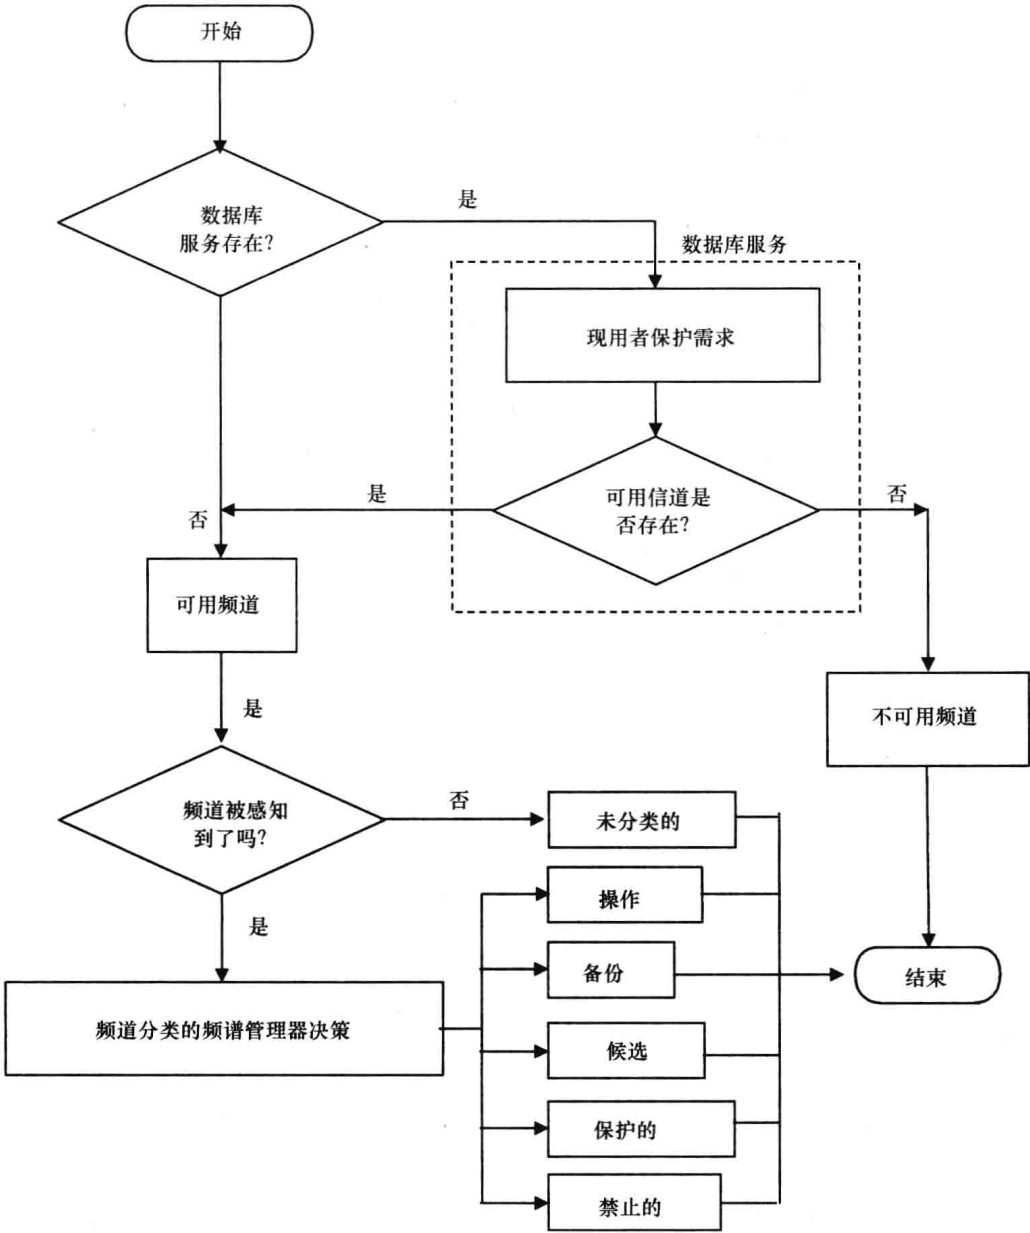 开始
数据库
服务存在?
是
数据库服务
现用者保护需求
可用信道是
否存在?
是
否
否
可用频道
是
不可用频道
频道被感知
到了吗?
否
未分类的
操作
是
备份
结束
频道分类的频谱管理器决策
候选
保护的
禁止的